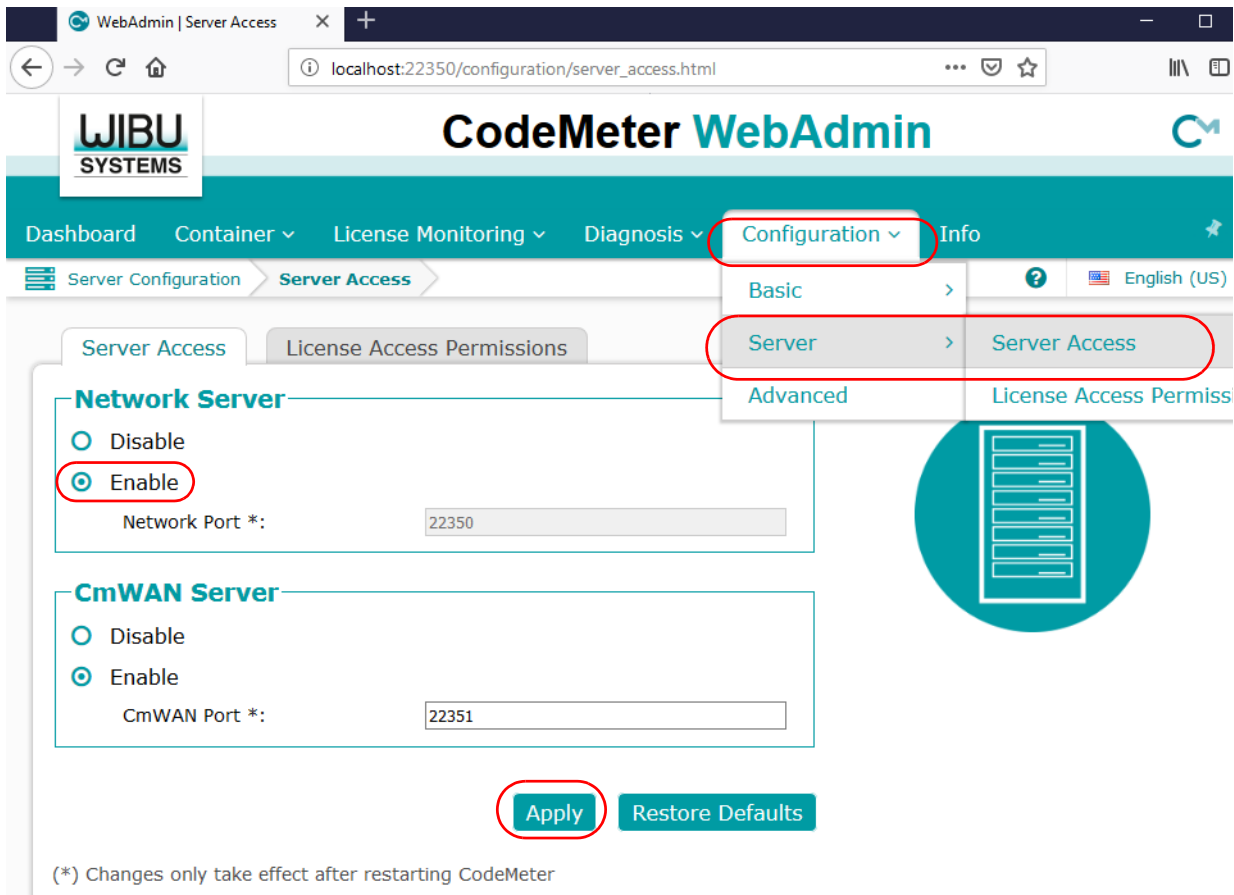 WebAdmin | Server Access
localhost:22350/configuration/server_access.html
WIBU
SYSTEMS
CodeMeter WebAdmin
CM
Dashboard Container License Monitoring Diagnosis Configuration Info
Server Configuration Server Access
English (US)
Basic
Server
Server Access
Advanced
License Access Permissi
Server Access
License Access Permissions
Network Server
Disable
Enable
Network Port *:
22350
CmWAN Server
Disable
Enable
CmWAN Port *:
22351
Apply
Restore Defaults
(*) Changes only take effect after restarting CodeMeter